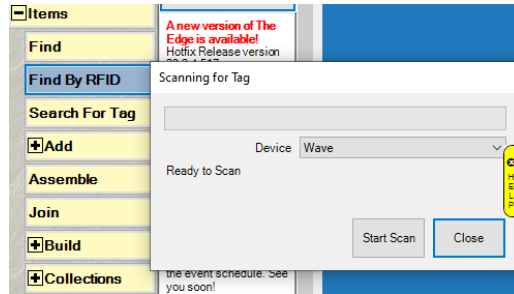 Items
Find
Find By RFID
Search For Tag
Add
Assemble
Join
Build
Collections
A new version of The
Edge is available!
Hotfix Release version
Scanning for Tag
Device Wave
Ready to Scan
Start Scan Close
HELP
the event schedule. See
you soon!